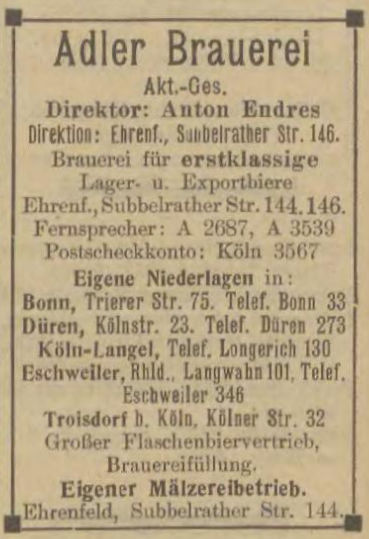 Adler Brauerei
Akt.-Ges.
Direktor: Anton Endres
Direktion: Ehrenf., Subbelrather Str. 146.
Brauerei für erstklassige
Lager- u. Exportbiere
Ehrenf., Subbelrather Str. 144.146.
Fernsprecher: A 2687, A 3539
Postscheckkonto: Köln 3567
Eigene Niederlagen in:
Bonn, Trierer Str. 75. Telef. Bonn 33
Düren, Kölnstr. 23. Telef. Düren 273
Köln-Langel, Telef. Longerich 130
Eschweiler, Rhld., Langwahn 101, Telef.
Eschweiler 346
Troisdorf b. Köln, Kölner Str. 32
Großer Flaschenbiervertrieb,
Brauereifüllung.
Eigener Mälzereibetrieb.
Ehrenfeld, Subbelrather Str. 144.